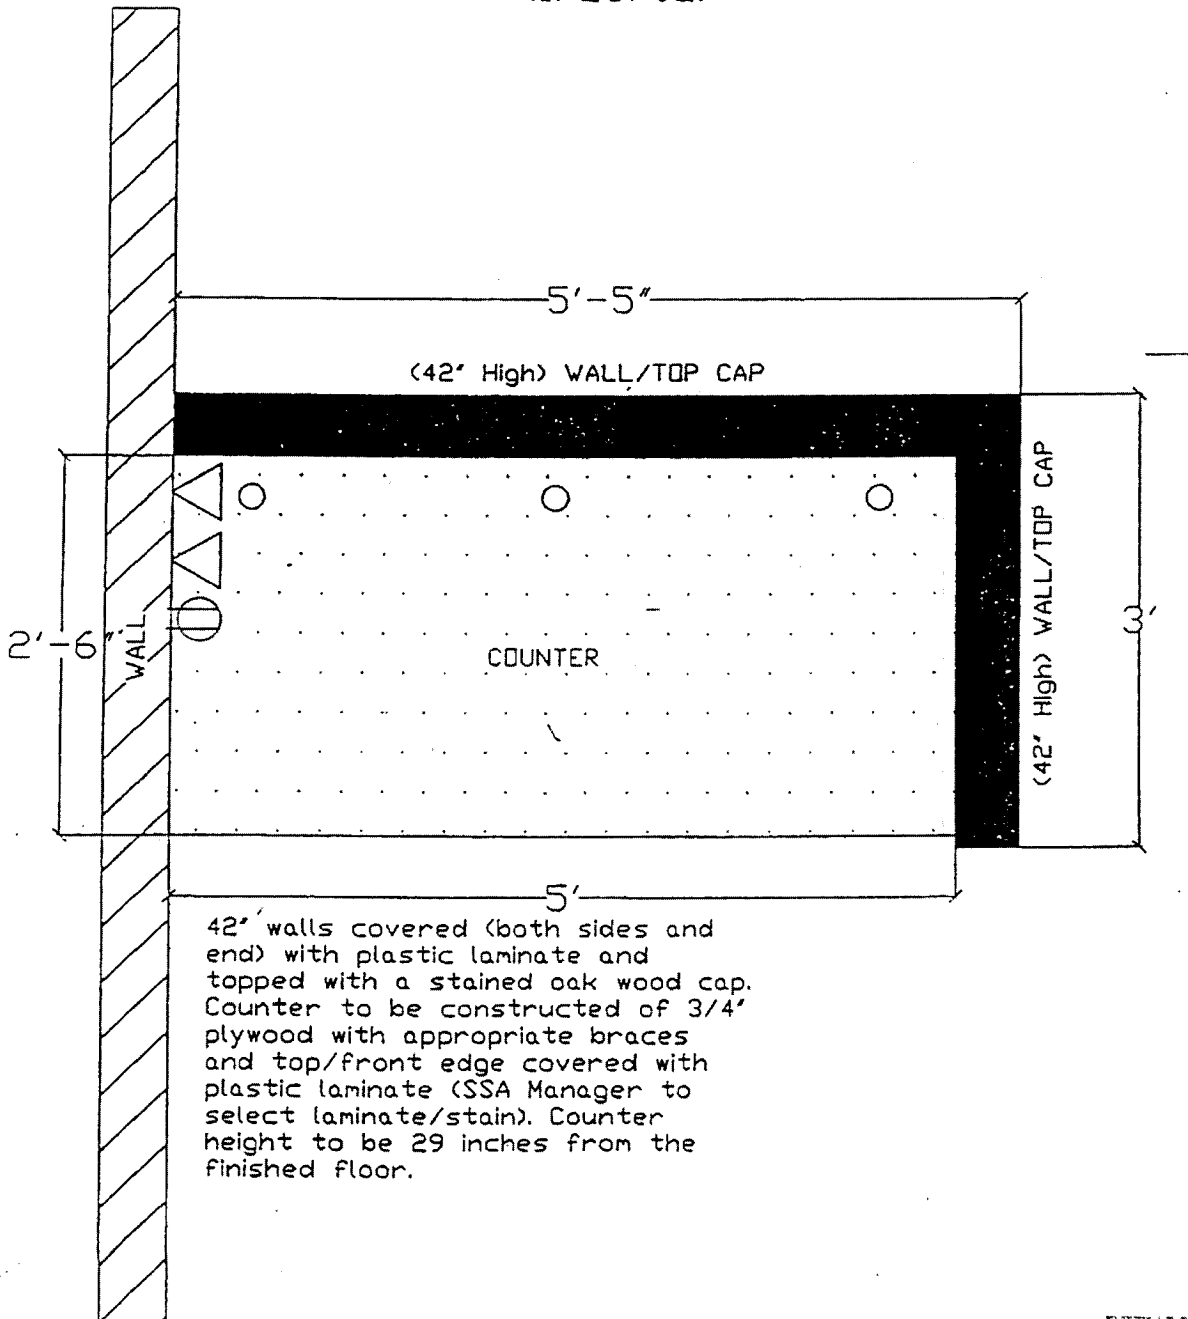 5'-5"
(42" High) WALL/TOP CAP
(42" High) WALL/TOP CAP
3'
2'-6"
WALL
COUNTER
5'
42" walls covered (both sides and
end) with plastic laminate and
topped with a stained oak wood cap.
Counter to be constructed of 3/4"
plywood with appropriate braces
and top/front edge covered with
plastic laminate (SSA Manager to
select laminate/stain). Counter
height to be 29 inches from the
finished floor.